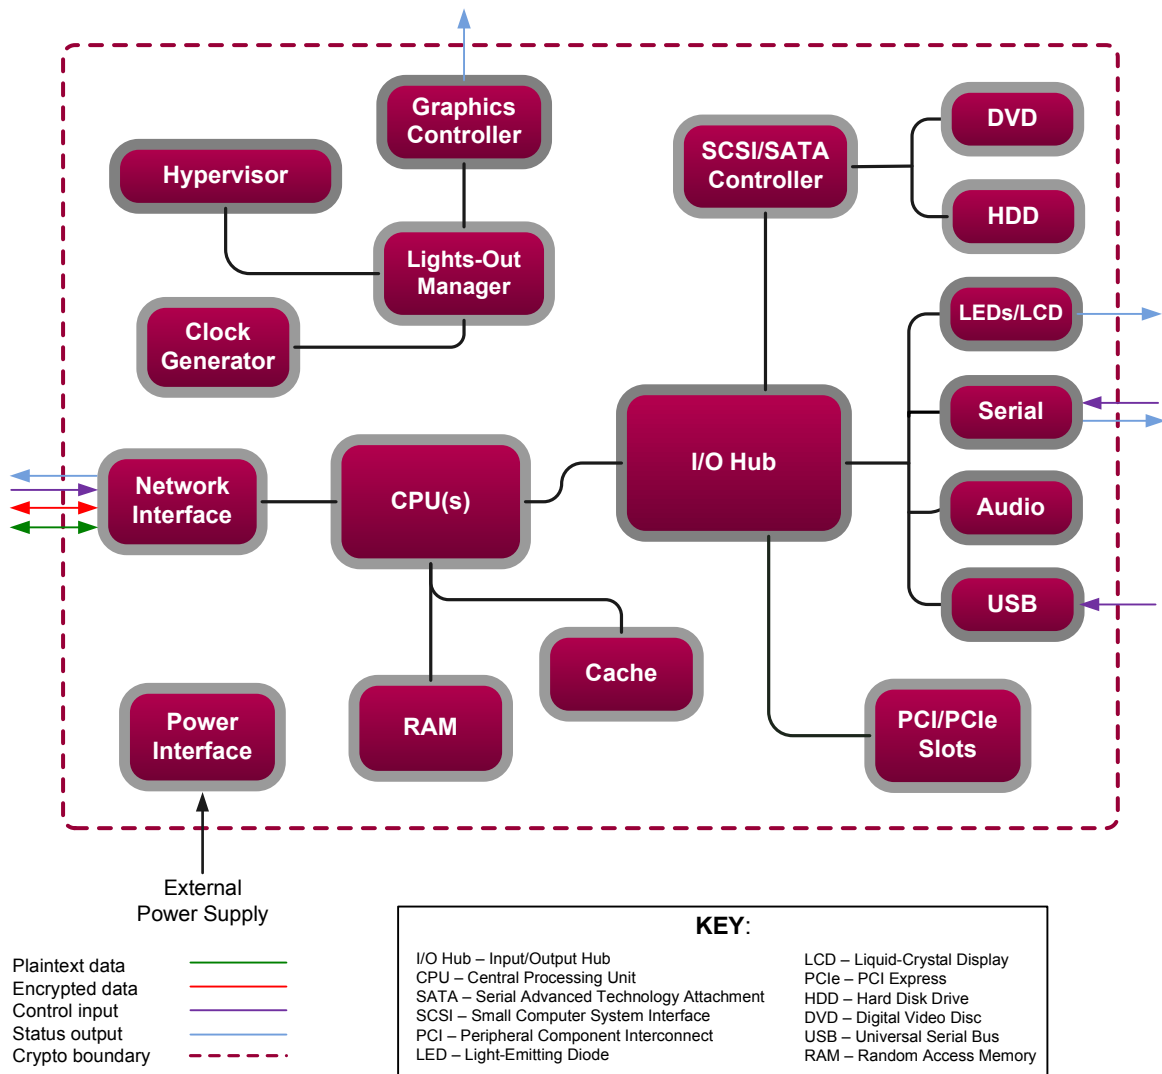 Graphics
Controller
Hypervisor
Lights-Out
Manager
Clock
Generator
SCSI/SATA
Controller
DVD
HDD
LEDs/LCD
Serial
Audio
USB
I/O Hub
Network
Interface
CPU(s)
Cache
RAM
Power
Interface
PCI/PCIe
Slots
External
Power Supply
Plaintext data
Encrypted data
Control input
Status output
Crypto boundary
KEY:
I/O Hub – Input/Output Hub
CPU – Central Processing Unit
SATA – Serial Advanced Technology Attachment
SCSI – Small Computer System Interface
PCI – Peripheral Component Interconnect
LED – Light-Emitting Diode
LCD – Liquid-Crystal Display
PCIe – PCI Express
HDD – Hard Disk Drive
DVD – Digital Video Disc
USB – Universal Serial Bus
RAM – Random Access Memory